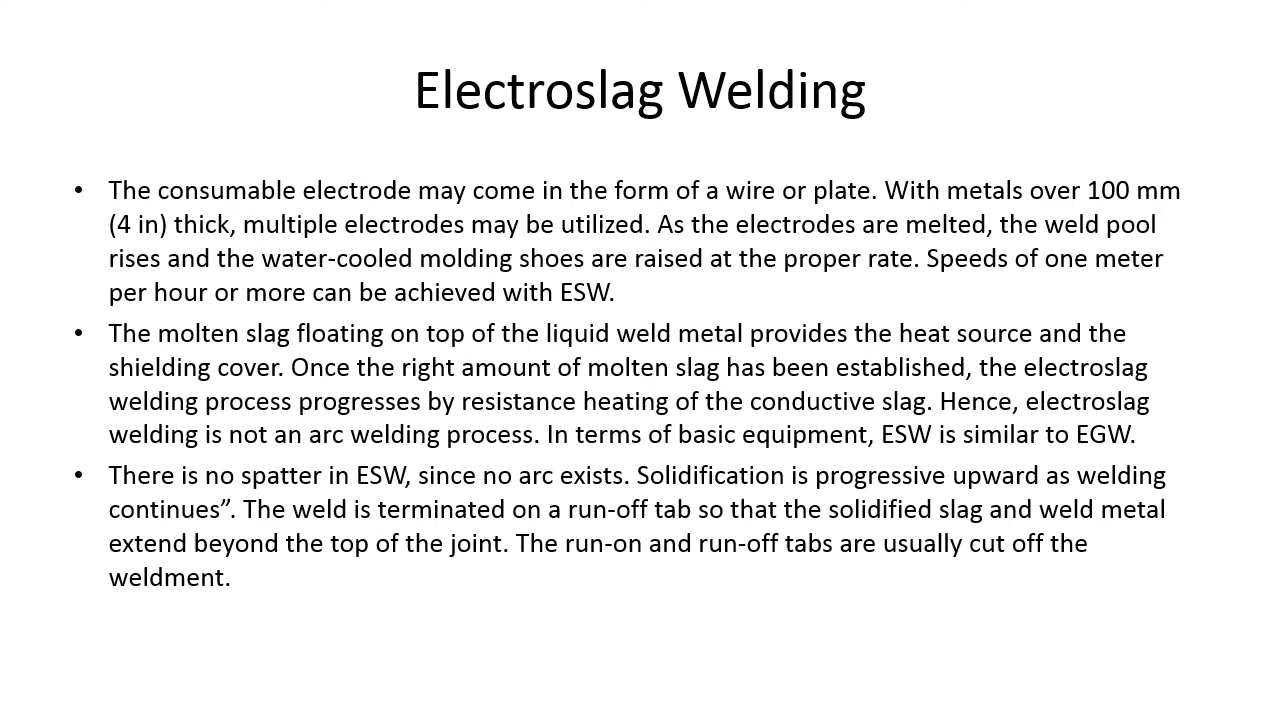 Electroslag Welding
• The consumable electrode may come in the form of a wire or plate. With metals over 100 mm
(4 in) thick, multiple electrodes may be utilized. As the electrodes are melted, the weld pool
rises and the water-cooled molding shoes are raised at the proper rate. Speeds of one meter
per hour or more can be achieved with ESW.
• The molten slag floating on top of the liquid weld metal provides the heat source and the
shielding cover. Once the right amount of molten slag has been established, the electroslag
welding process progresses by resistance heating of the conductive slag. Hence, electroslag
welding is not an arc welding process. In terms of basic equipment, ESW is similar to EGW.
• There is no spatter in ESW, since no arc exists. Solidification is progressive upward as welding
continues”. The weld is terminated on a run-off tab so that the solidified slag and weld metal
extend beyond the top of the joint. The run-on and run-off tabs are usually cut off the
weldment.